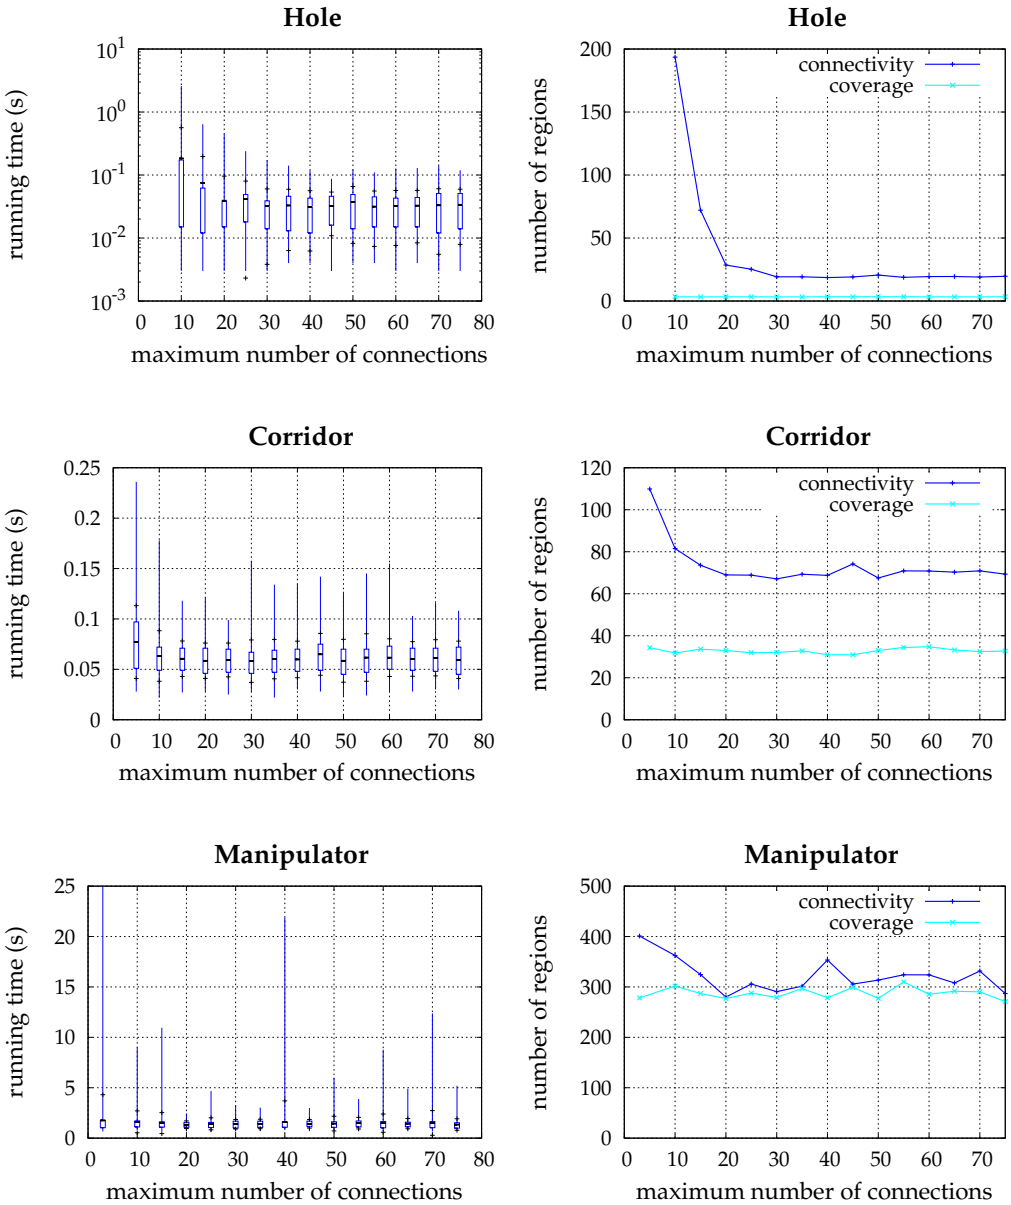 Hole
running time (s)
10^1
10^0
10^-1
10^-2
10^-3
0 10 20 30 40 50 60 70 80
maximum number of connections
Hole
number of regions
200
150
100
50
0
connectivity
coverage
0 10 20 30 40 50 60 70
maximum number of connections
Corridor
running time (s)
0.25
0.2
0.15
0.1
0.05
0
0 10 20 30 40 50 60 70 80
maximum number of connections
Corridor
number of regions
120
100
80
60
40
20
0
connectivity
coverage
0 10 20 30 40 50 60 70
maximum number of connections
Manipulator
running time (s)
25
20
15
10
5
0
0 10 20 30 40 50 60 70 80
maximum number of connections
Manipulator
number of regions
500
400
300
200
100
0
connectivity
coverage
0 10 20 30 40 50 60 70
maximum number of connections